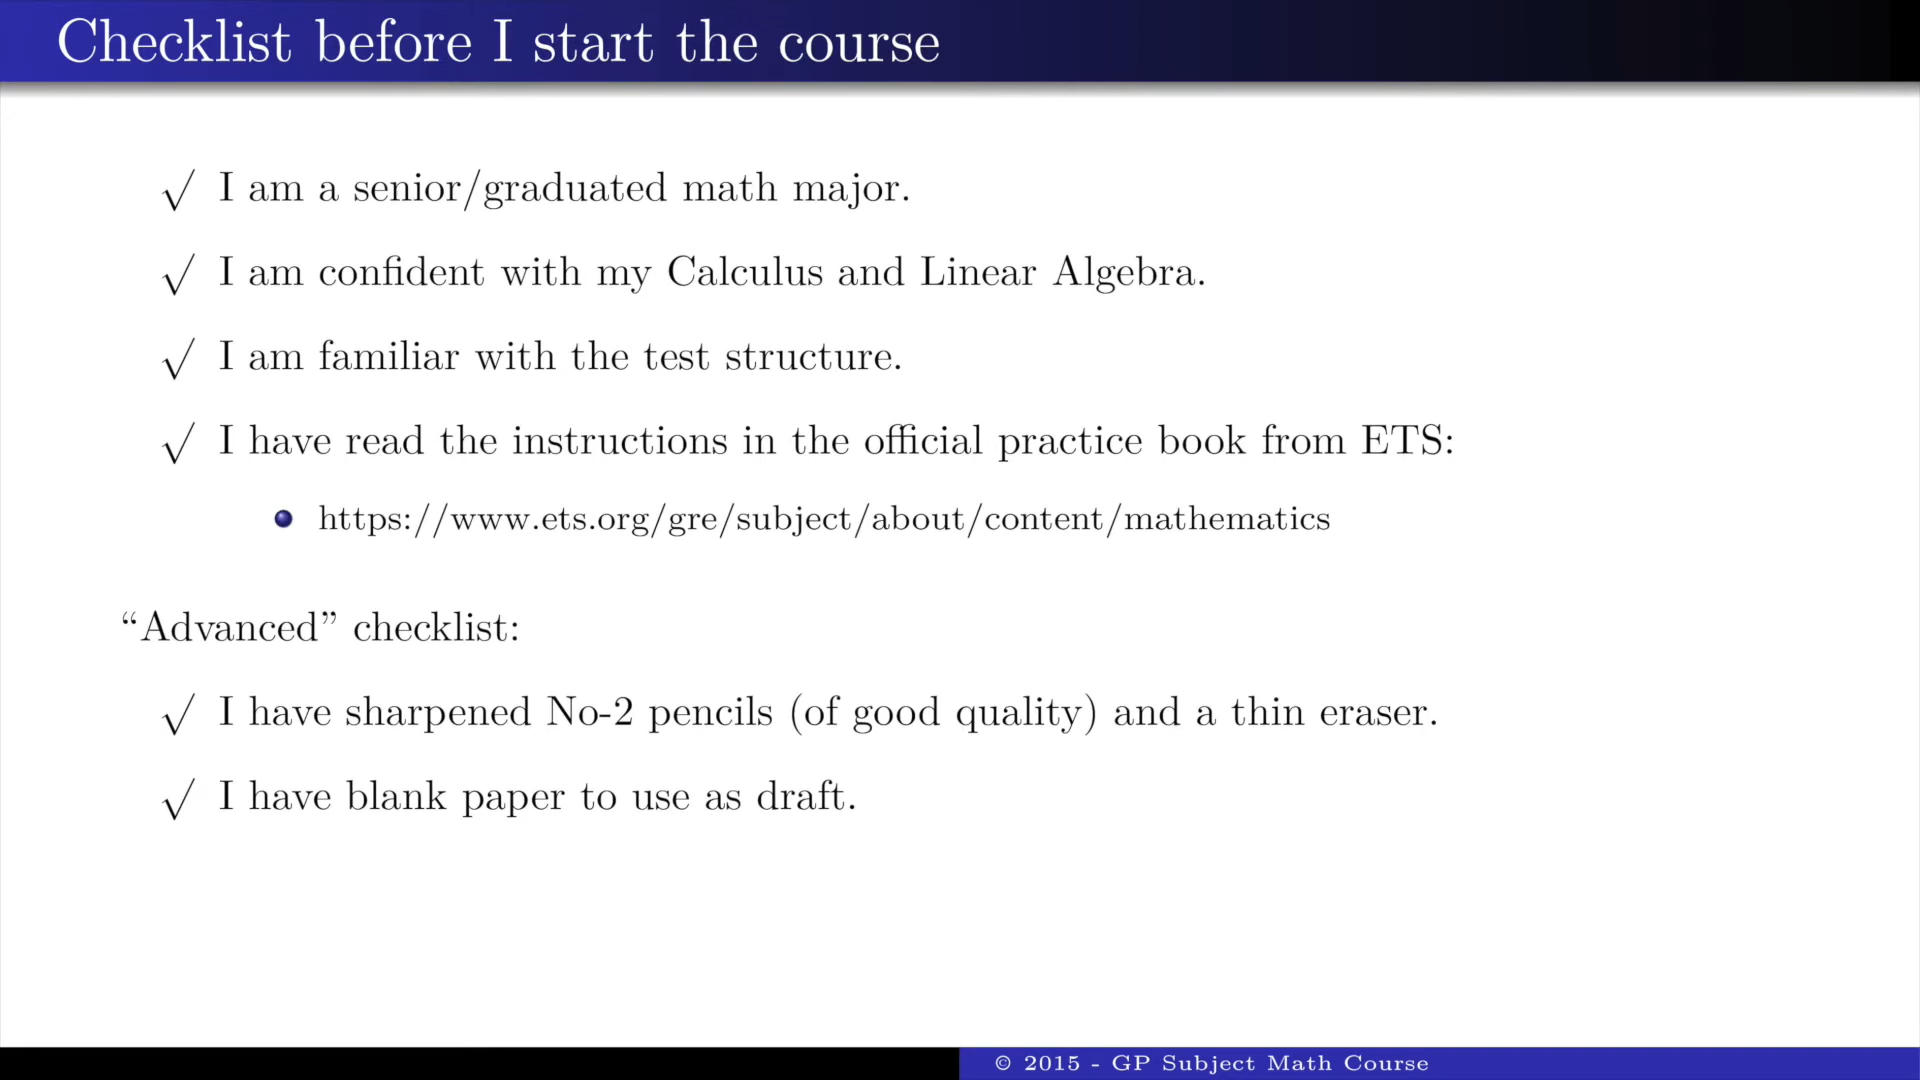 Checklist before I start the course
✓ I am a senior/graduated math major.
✓ I am confident with my Calculus and Linear Algebra.
✓ I am familiar with the test structure.
✓ I have read the instructions in the official practice book from ETS:
• https://www.ets.org/gre/subject/about/content/mathematics
“Advanced” checklist:
✓ I have sharpened No-2 pencils (of good quality) and a thin eraser.
✓ I have blank paper to use as draft.
© 2015 - GP Subject Math Course